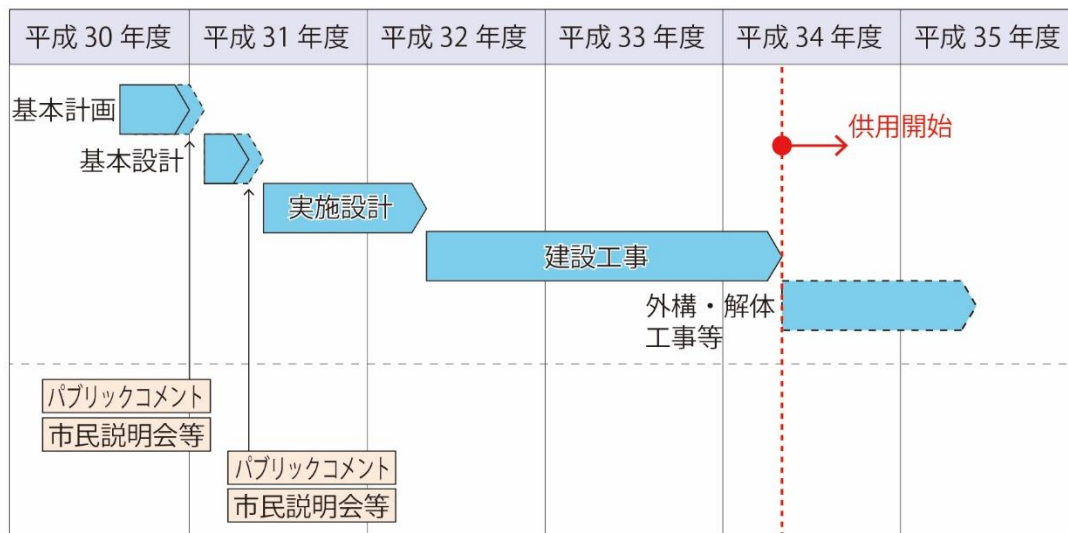 平成 30 年度
平成 31 年度
平成 32 年度
平成 33 年度
平成 34 年度
平成 35 年度
基本計画
供用開始
基本設計
実施設計
建設工事
外構・解体
工事等
パブリックコメント
市民説明会等
パブリックコメント
市民説明会等